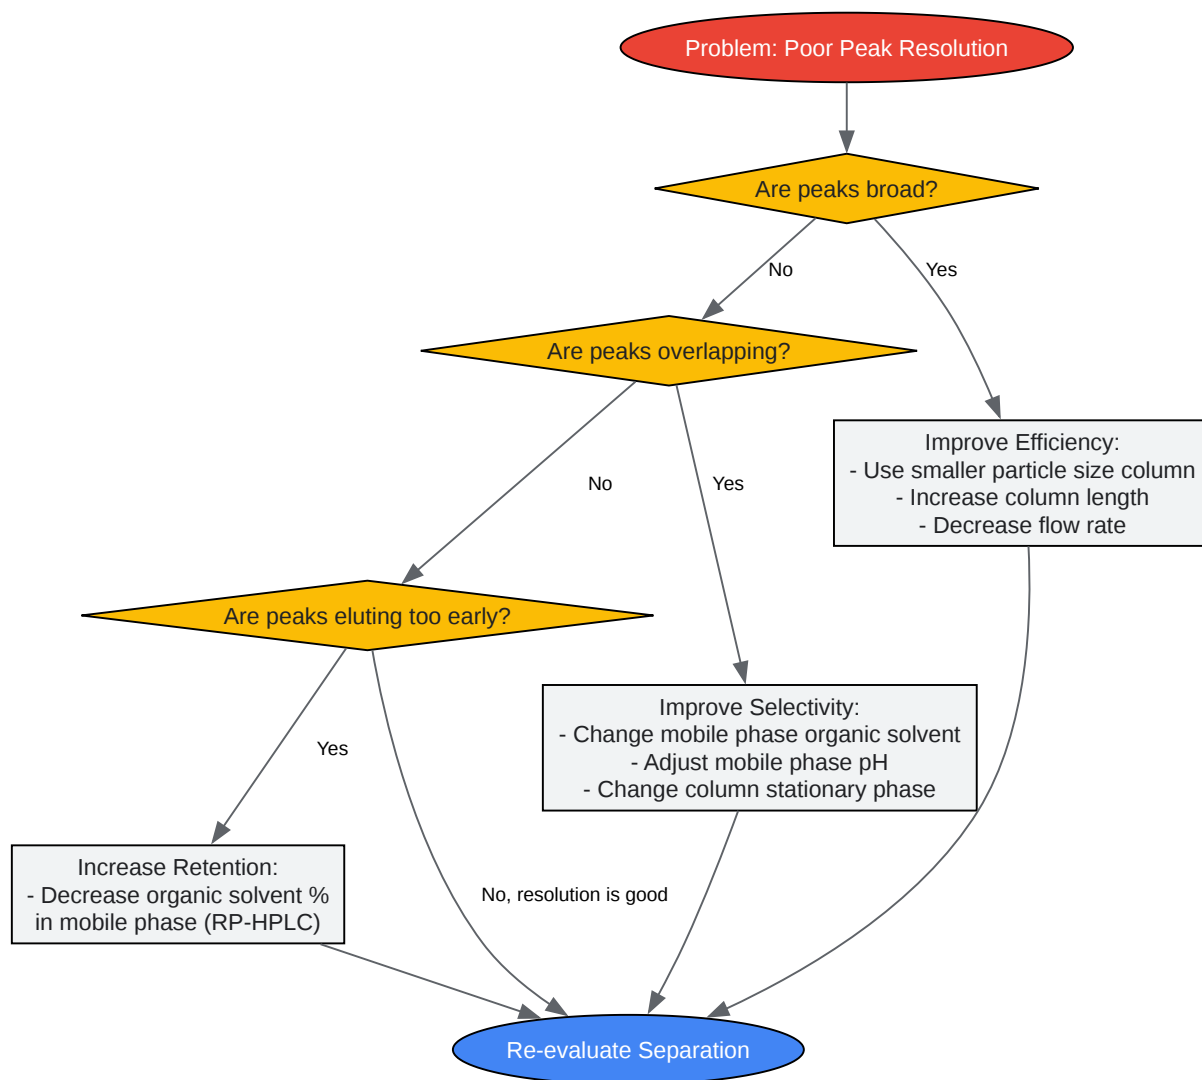 Problem: Poor Peak Resolution
Are peaks broad?
No
Yes
Are peaks overlapping?
Improve Efficiency:
- Use smaller particle size column
- Increase column length
- Decrease flow rate
No
Yes
Are peaks eluting too early?
Improve Selectivity:
- Change mobile phase organic solvent
- Adjust mobile phase pH
- Change column stationary phase
Yes
Increase Retention:
- Decrease organic solvent %
in mobile phase (RP-HPLC)
No, resolution is good
Re-evaluate Separation